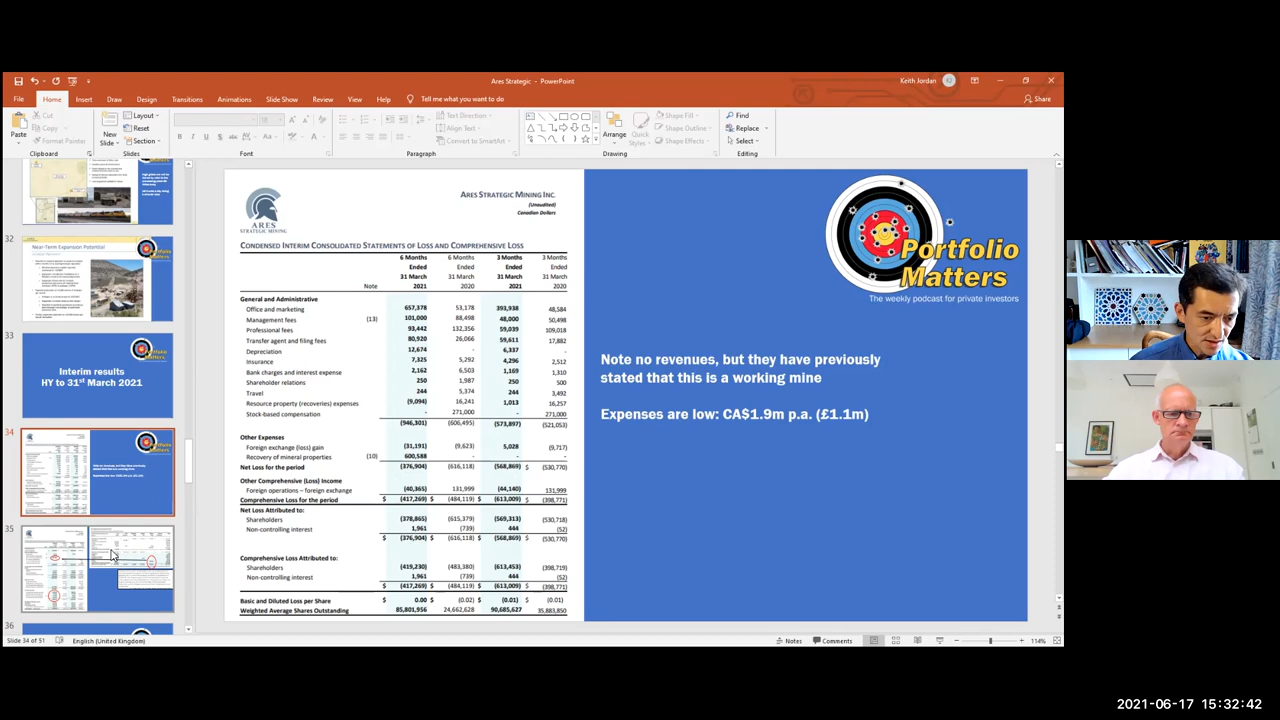 Ares Strategic - PowerPoint
Keith Jordan
File Home Insert Draw Design Transitions Animations Slide Show Review View Help Tell me what you want to do
Share
Paste
Cut
Copy
Format Painter
Clipboard
New Slide
Layout
Reset
Section
Slides
Font
Text Direction
Align Text
Convert to SmartArt
Paragraph
Arrange
Quick Styles
Shape Fill
Shape Outline
Shape Effects
Drawing
Find
Replace
Select
Editing
32
Near-Term Expansion Potential
33
Interim results
HY to 31st March 2021
34
35
36
ARES
STRATEGIC MINING
ARES STRATEGIC MINING INC.
(Unaudited)
Canadian Dollars
CONDENSED INTERIM CONSOLIDATED STATEMENTS OF LOSS AND COMPREHENSIVE LOSS
6 Months 6 Months 3 Months 3 Months
Ended Ended Ended Ended
31 March 31 March 31 March 31 March
Note 2021 2020 2021 2020
General and Administrative
Office and marketing 657,378 53,178 393,938 48,584
Management fees (13) 101,000 88,498 48,000 50,498
Professional fees 93,442 132,356 59,039 109,018
Transfer agent and filing fees 80,920 26,066 59,611 17,882
Depreciation 12,674 - 6,337 -
Insurance 7,325 5,292 4,296 2,512
Bank charges and interest expense 2,162 6,503 1,169 1,310
Shareholder relations 250 1,987 250 500
Travel 244 5,374 244 3,492
Resource property (recoveries) expenses (9,094) 16,241 1,013 16,257
Stock-based compensation - 271,000 - 271,000
(946,301) (606,495) (573,897) (521,053)
Other Expenses
Foreign exchange (loss) gain (31,191) (9,623) 5,028 (9,717)
Recovery of mineral properties (10) 600,588
Net Loss for the period (376,904) (616,118) (568,869) $ (530,770)
Other Comprehensive (Loss) Income
Foreign operations – foreign exchange (40,365) 131,999 (44,140) 131,999
Comprehensive Loss for the period $ (417,269) $ (484,119) $ (613,009) $ (398,771)
Net Loss Attributed to:
Shareholders (378,865) (615,379) (569,313) (530,718)
Non-controlling interest 1,961 (739) 444 (52)
$ (376,904) $ (616,118) $ (568,869) $ (530,770)
Comprehensive Loss Attributed to:
Shareholders (419,230) (483,380) (613,453) (398,719)
Non-controlling interest 1,961 (739) 444 (52)
$ (417,269) $ (484,119) $ (613,009) $ (398,771)
Basic and Diluted Loss per Share $ 0.00 $ (0.02) $ (0.01) $ (0.01)
Weighted Average Shares Outstanding 85,801,956 24,662,628 90,685,627 35,883,850
Portfolio
Matters
The weekly podcast for private investors
Note no revenues, but they have previously
stated that this is a working mine
Expenses are low: CA$1.9m p.a. (£1.1m)
Slide 34 of 51 English (United Kingdom) Notes Comments 114%
2021-06-17 15:32:42